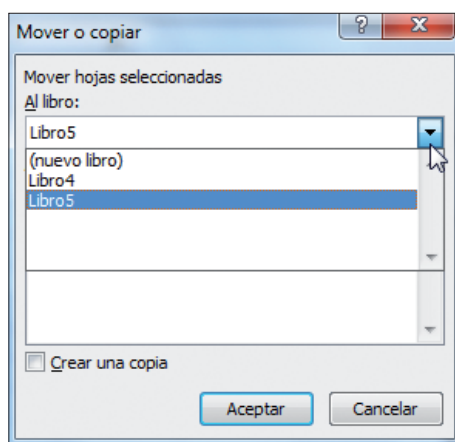 Mover o copiar
Mover hojas seleccionadas
Al libro:
Libro5
(nuevo libro)
Libro4
Libro5
Crear una copia
Aceptar Cancelar